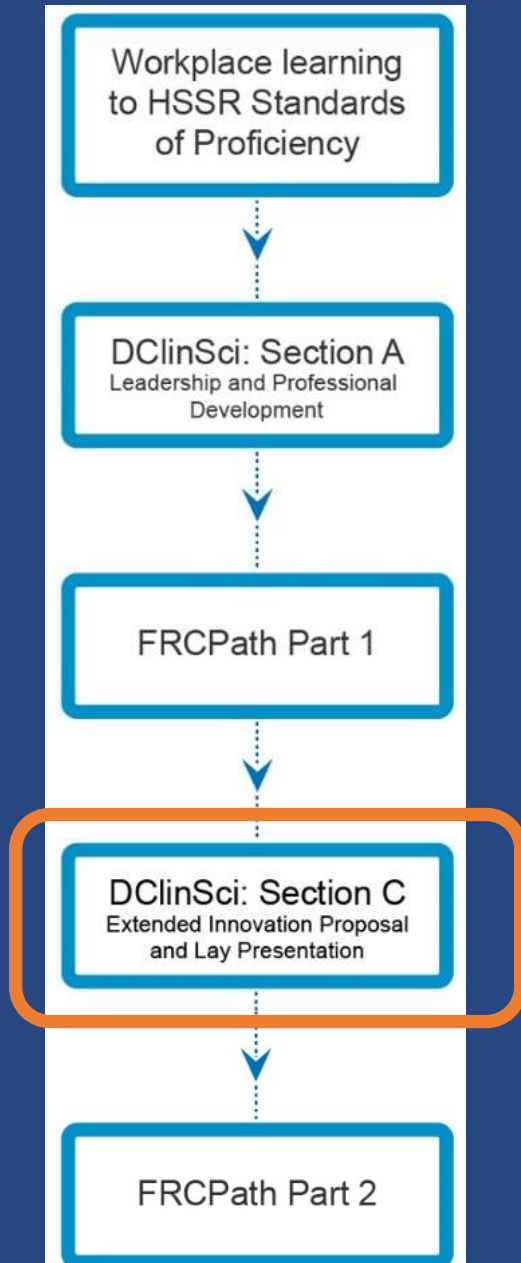 Workplace learning
to HSSR Standards
of Proficiency
DClinSci: Section A
Leadership and Professional
Development
FRCPath Part 1
DClinSci: Section C
Extended Innovation Proposal
and Lay Presentation
FRCPath Part 2